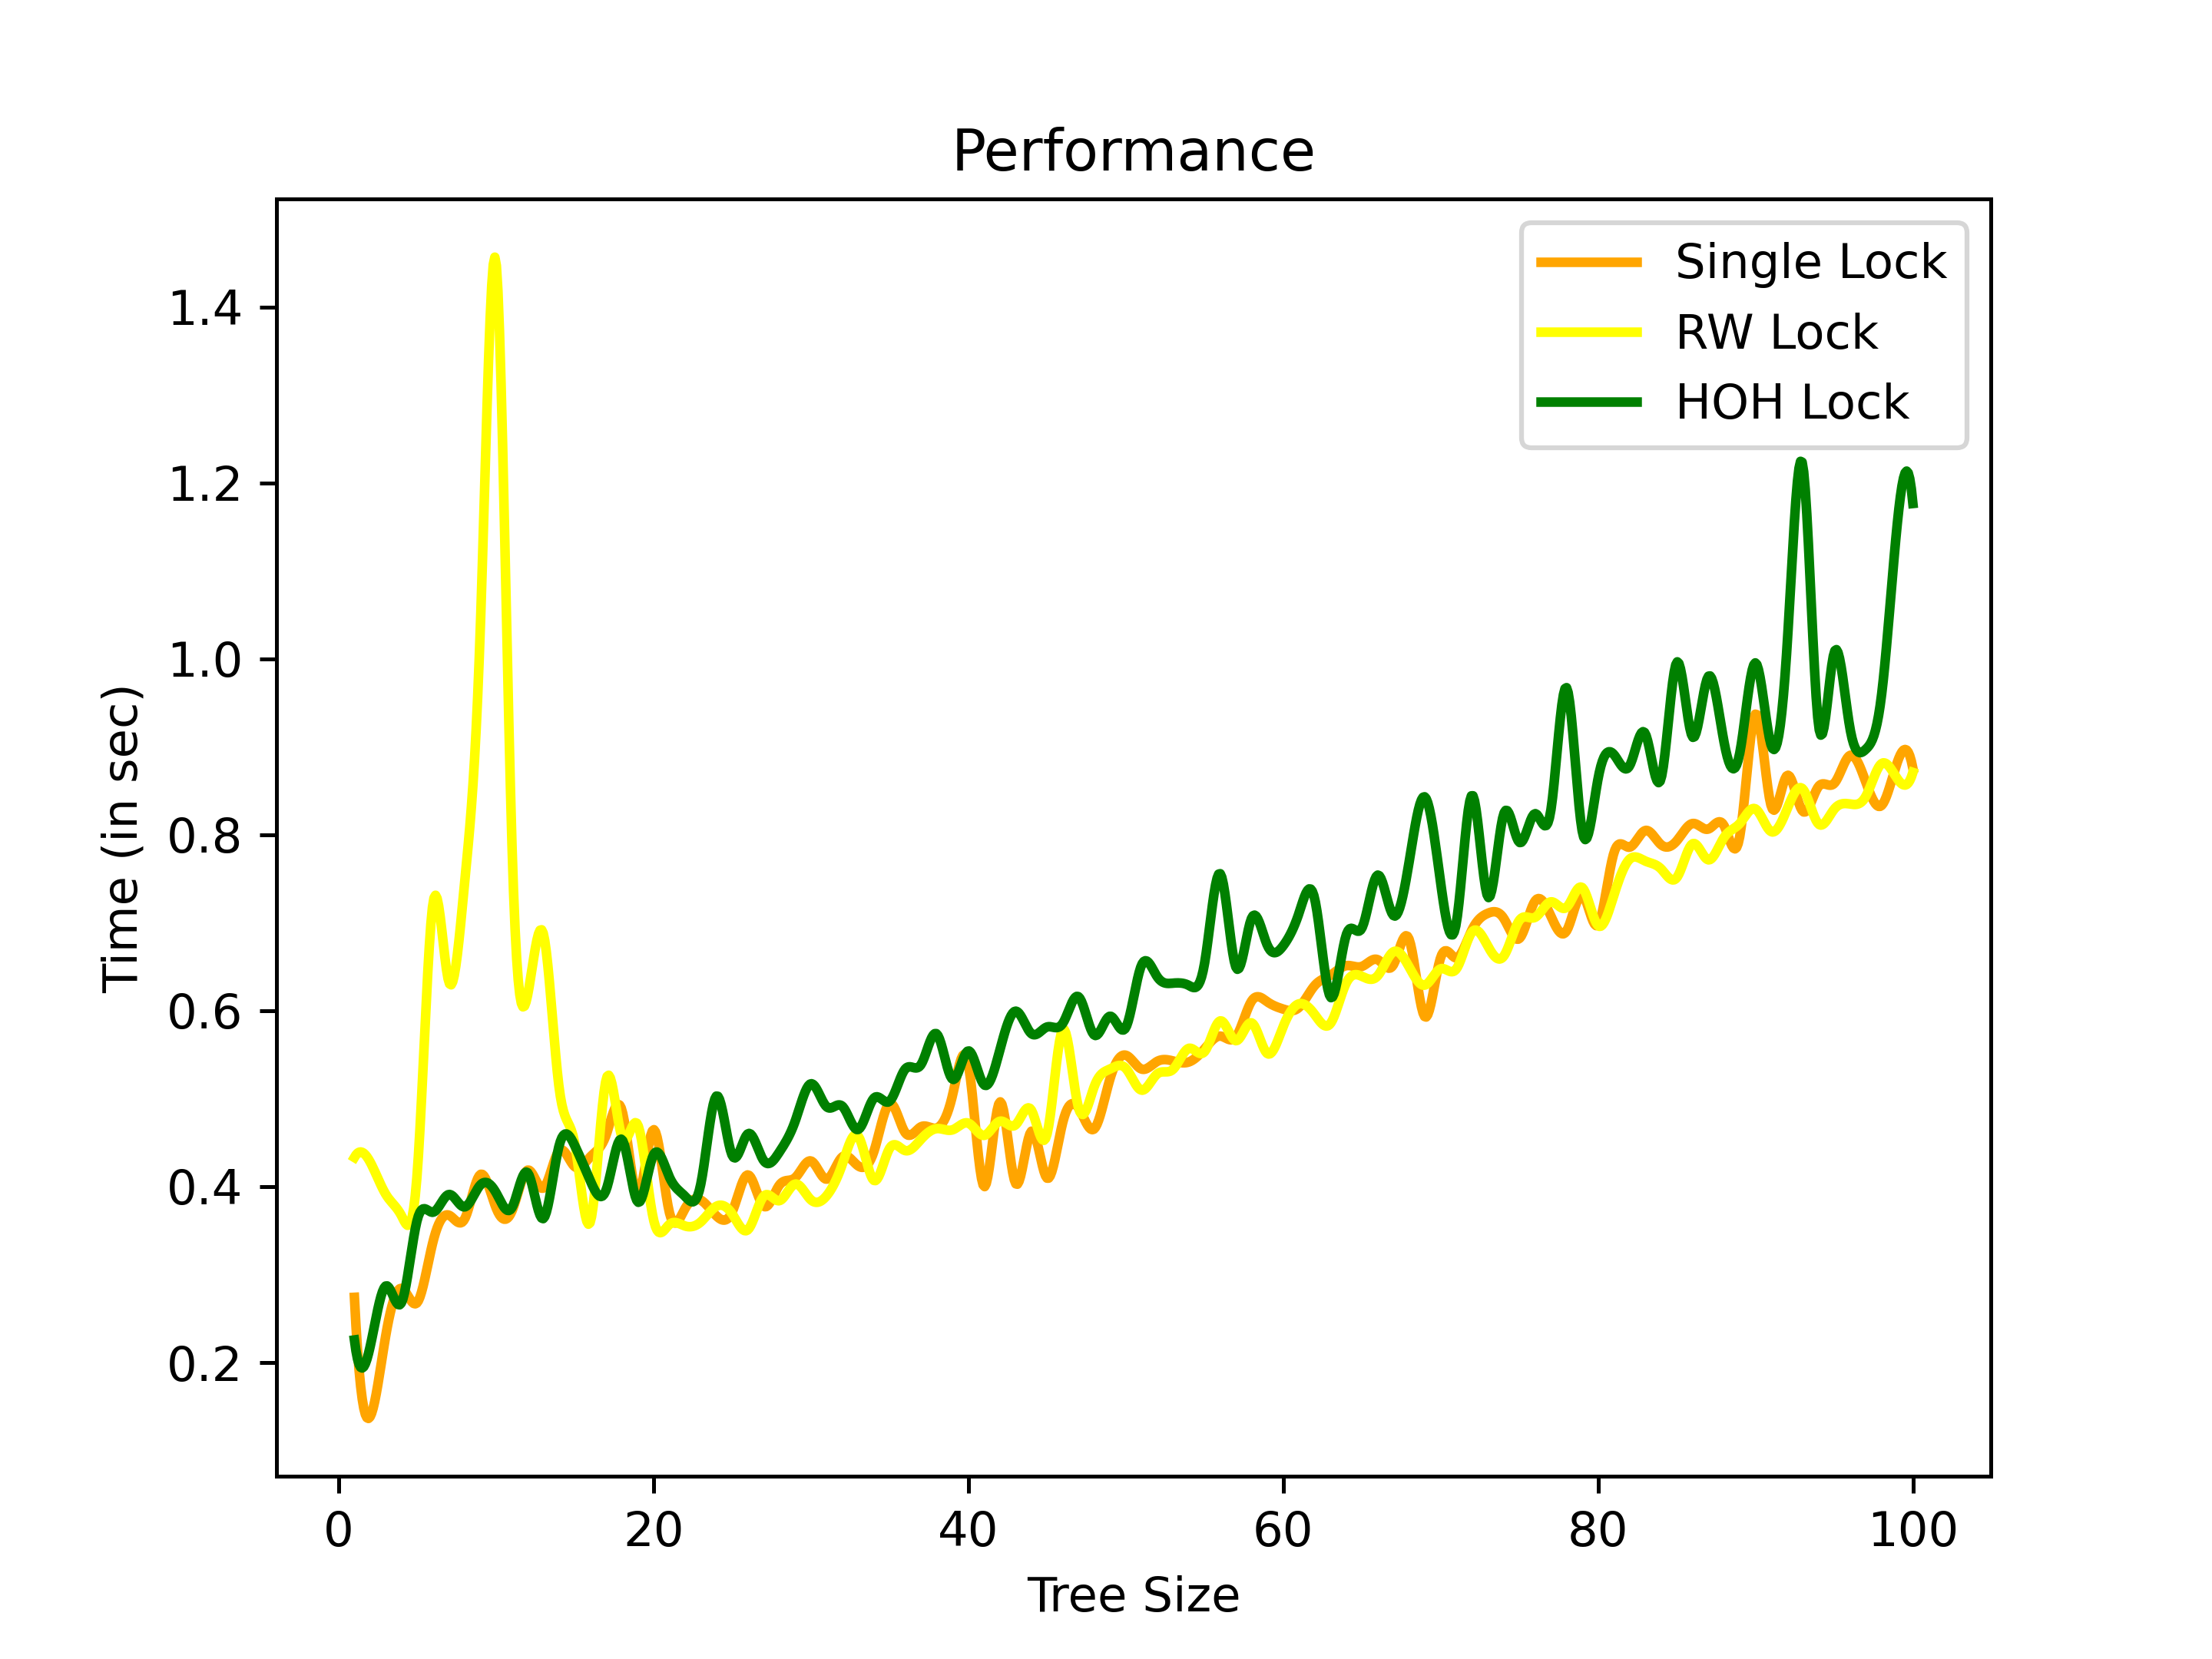 Performance
Single Lock
RW Lock
HOH Lock
1.4
1.2
1.0
0.8
0.6
0.4
0.2
Time (in sec)
0 20 40 60 80 100
Tree Size